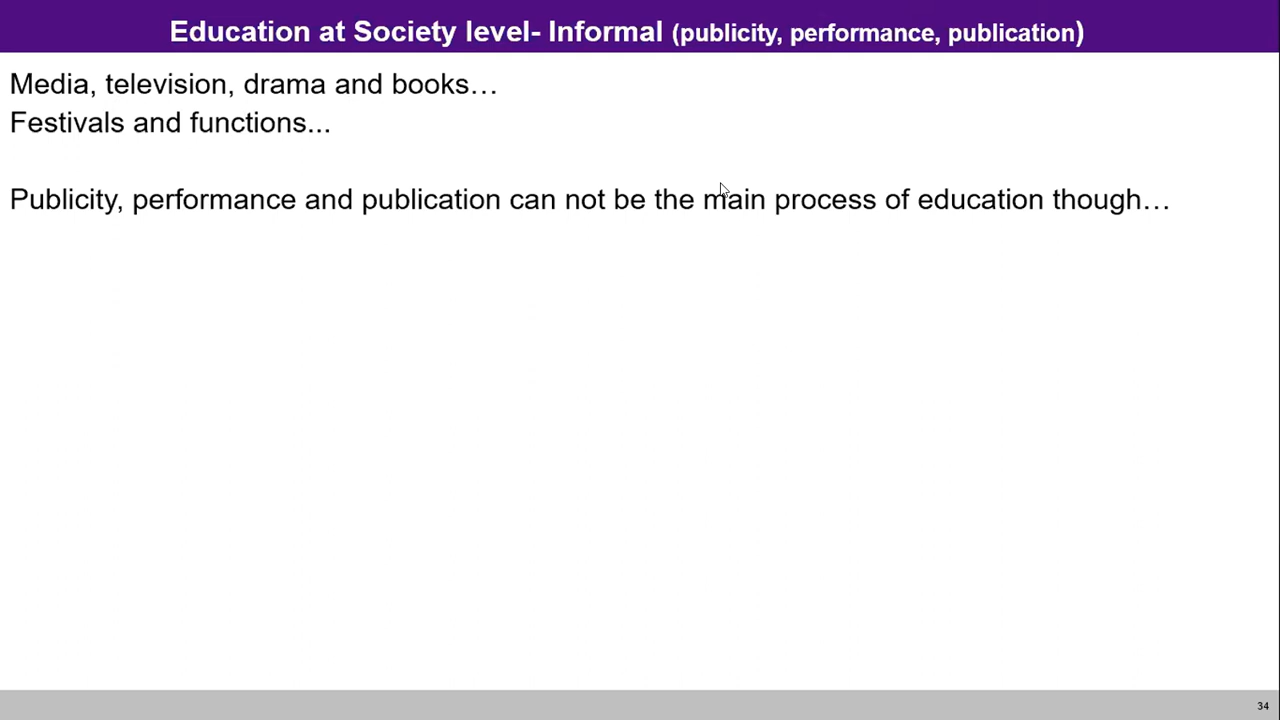 Education at Society level- Informal (publicity, performance, publication)
Media, television, drama and books…
Festivals and functions...
Publicity, performance and publication can not be the main process of education though…
34